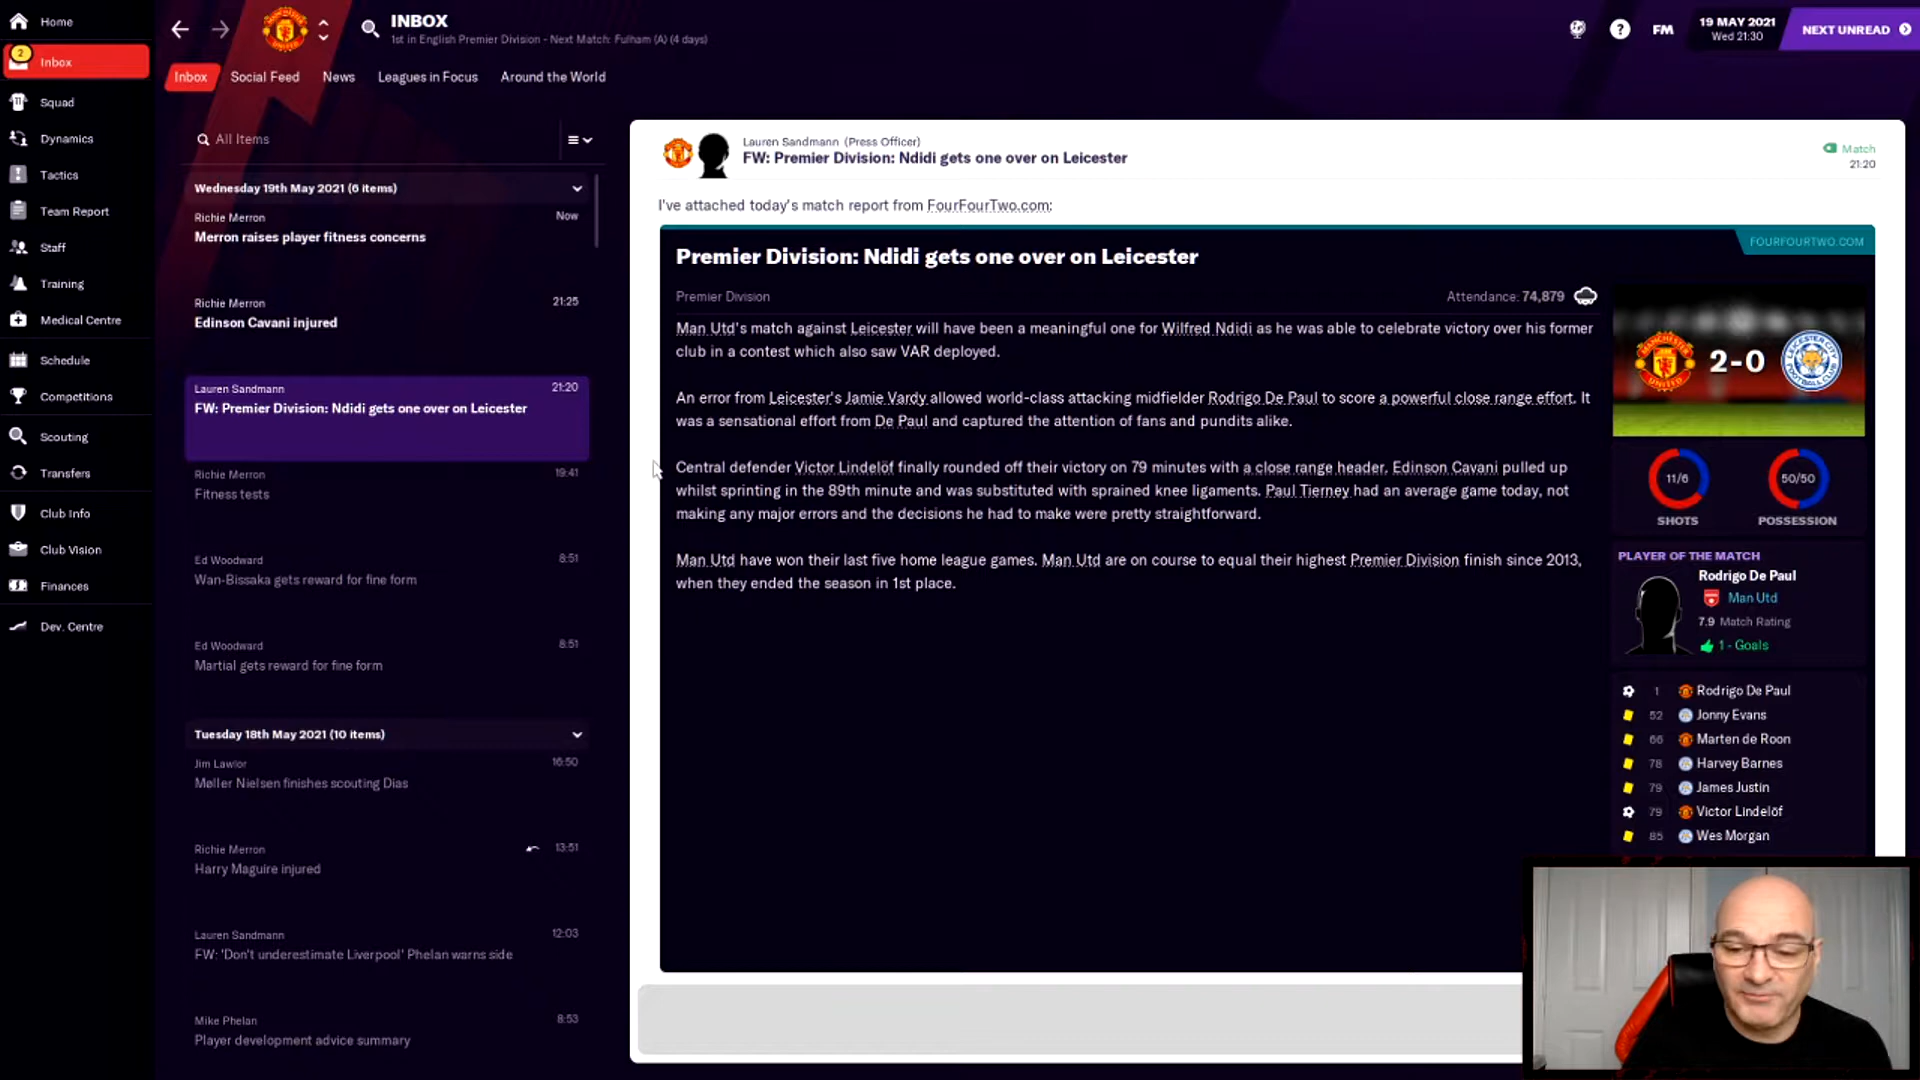 Home
2
Inbox
Squad
Dynamics
Tactics
Team Report
Staff
Training
Medical Centre
Schedule
Competitions
Scouting
Transfers
Club Info
Club Vision
Finances
Dev. Centre
INBOX
1st in English Premier Division - Next Match: Fulham (A) (4 days)
FM
19 MAY 2021
Wed 21:30
NEXT UNREAD
Inbox
Social Feed
News
Leagues in Focus
Around the World
All Items
Wednesday 19th May 2021 (6 items)
Richie Merron
Now
Merron raises player fitness concerns
Richie Merron
21:25
Edinson Cavani injured
Lauren Sandmann
21:20
FW: Premier Division: Ndidi gets one over on Leicester
Richie Merron
19:41
Fitness tests
Ed Woodward
8:51
Wan-Bissaka gets reward for fine form
Ed Woodward
8:51
Martial gets reward for fine form
Tuesday 18th May 2021 (10 items)
Jim Lawlor
16:50
Møller Nielsen finishes scouting Dias
Richie Merron
13:51
Harry Maguire injured
Lauren Sandmann
12:03
FW: 'Don't underestimate Liverpool' Phelan warns side
Mike Phelan
8:53
Player development advice summary
Lauren Sandmann (Press Officer)
FW: Premier Division: Ndidi gets one over on Leicester
Match
21:20
I've attached today's match report from FourFourTwo.com:
FOURFOURTWO.COM
Premier Division: Ndidi gets one over on Leicester
Premier Division
Attendance: 74,879
Man Utd's match against Leicester will have been a meaningful one for Wilfred Ndidi as he was able to celebrate victory over his former
club in a contest which also saw VAR deployed.
An error from Leicester's Jamie Vardy allowed world-class attacking midfielder Rodrigo De Paul to score a powerful close range effort. It
was a sensational effort from De Paul and captured the attention of fans and pundits alike.
Central defender Victor Lindelöf finally rounded off their victory on 79 minutes with a close range header. Edinson Cavani pulled up
whilst sprinting in the 89th minute and was substituted with sprained knee ligaments. Paul Tierney had an average game today, not
making any major errors and the decisions he had to make were pretty straightforward.
Man Utd have won their last five home league games. Man Utd are on course to equal their highest Premier Division finish since 2013,
when they ended the season in 1st place.
2-0
11/6
SHOTS
50/50
POSSESSION
PLAYER OF THE MATCH
Rodrigo De Paul
Man Utd
7.9 Match Rating
1 - Goals
1 Rodrigo De Paul
52 Jonny Evans
66 Marten de Roon
78 Harvey Barnes
79 James Justin
79 Victor Lindelöf
85 Wes Morgan